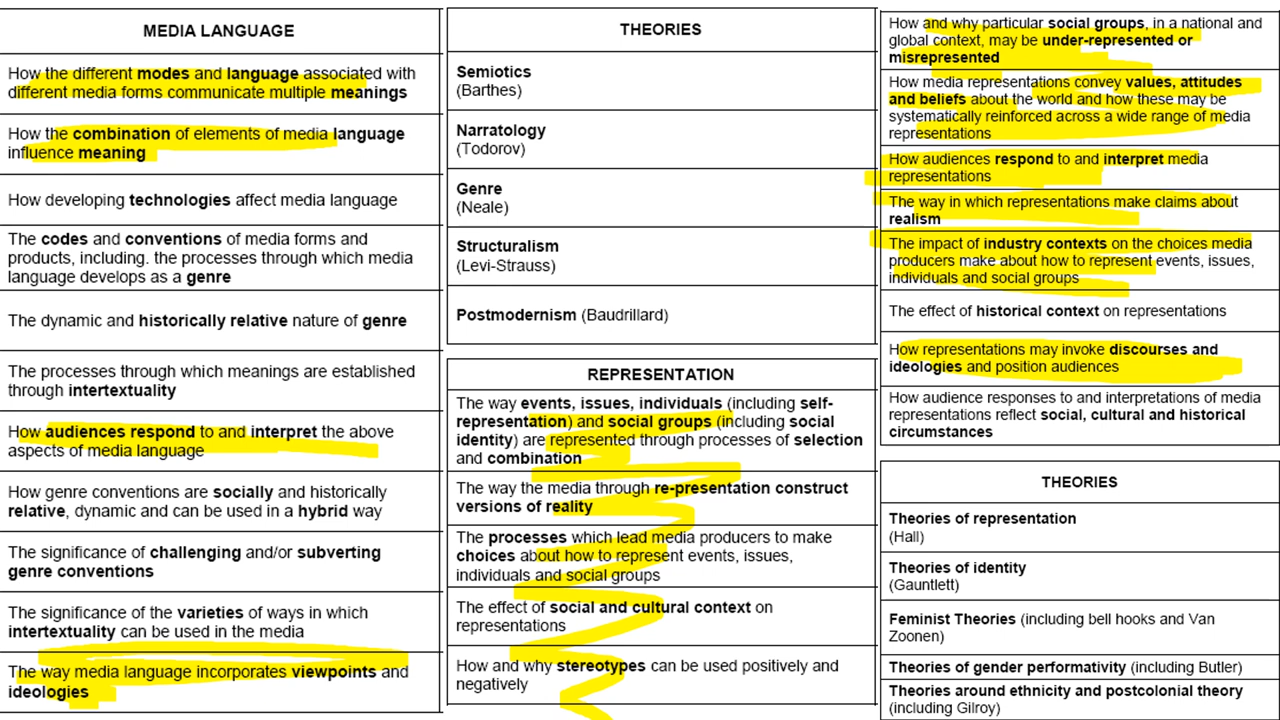 MEDIA LANGUAGE
How the different modes and language associated with
different media forms communicate multiple meanings
How the combination of elements of media language
influence meaning
How developing technologies affect media language
The codes and conventions of media forms and
products, including. the processes through which media
language develops as a genre
The dynamic and historically relative nature of genre
The processes through which meanings are established
through intertextuality
How audiences respond to and interpret the above
aspects of media language
How genre conventions are socially and historically
relative, dynamic and can be used in a hybrid way
The significance of challenging and/or subverting
genre conventions
The significance of the varieties of ways in which
intertextuality can be used in the media
The way media language incorporates viewpoints and
ideologies
THEORIES
Semiotics
(Barthes)
Narratology
(Todorov)
Genre
(Neale)
Structuralism
(Levi-Strauss)
Postmodernism (Baudrillard)
REPRESENTATION
The way events, issues, individuals (including self-
representation) and social groups (including social
identity) are represented through processes of selection
and combination
The way the media through re-presentation construct
versions of reality
The processes which lead media producers to make
choices about how to represent events, issues,
individuals and social groups
The effect of social and cultural context on
representations
How and why stereotypes can be used positively and
negatively
How and why particular social groups, in a national and
global context, may be under-represented or
misrepresented
How media representations convey values, attitudes
and beliefs about the world and how these may be
systematically reinforced across a wide range of media
representations
How audiences respond to and interpret media
representations
The way in which representations make claims about
realism
The impact of industry contexts on the choices media
producers make about how to represent events, issues,
individuals and social groups
The effect of historical context on representations
How representations may invoke discourses and
ideologies and position audiences
How audience responses to and interpretations of media
representations reflect social, cultural and historical
circumstances
THEORIES
Theories of representation
(Hall)
Theories of identity
(Gauntlett)
Feminist Theories (including bell hooks and Van
Zoonen)
Theories of gender performativity (including Butler)
Theories around ethnicity and postcolonial theory
(including Gilroy)